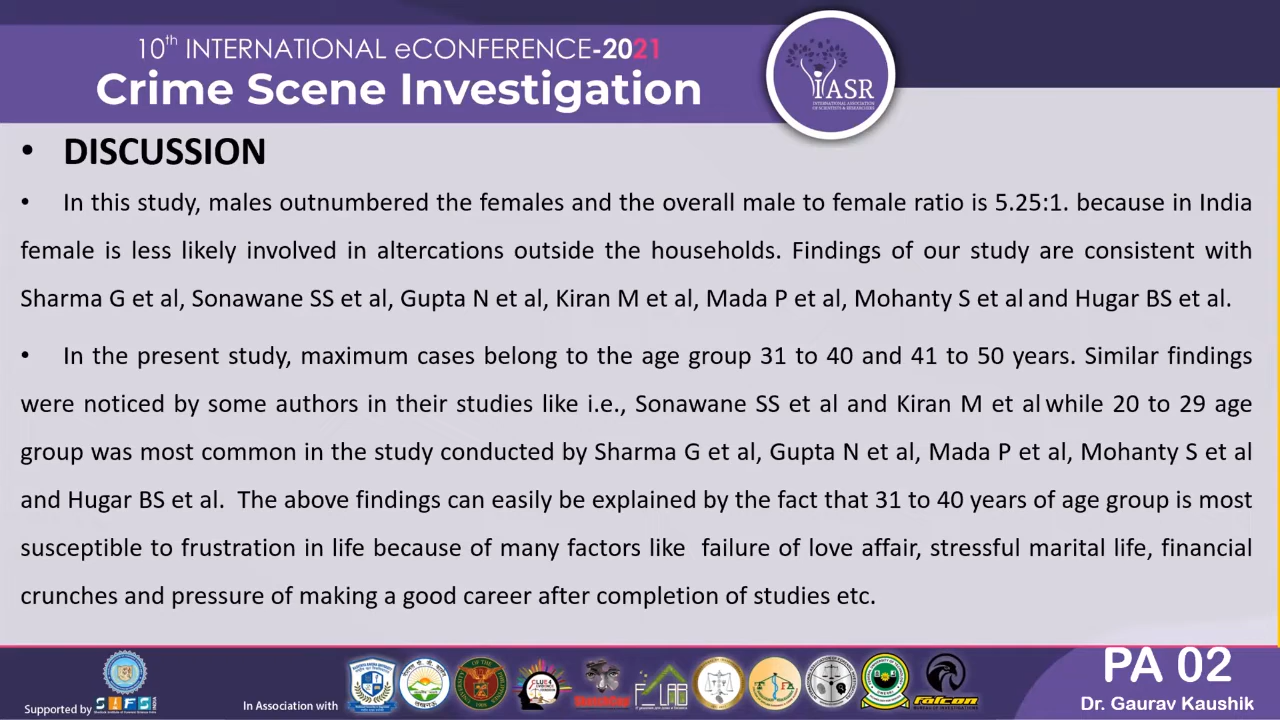 10th INTERNATIONAL eCONFERENCE-2021
Crime Scene Investigation
iASR
INTERNATIONAL ASSOCIATION
OF SCIENTISTS & RESEARCHERS
• DISCUSSION
• In this study, males outnumbered the females and the overall male to female ratio is 5.25:1. because in India
female is less likely involved in altercations outside the households. Findings of our study are consistent with
Sharma G et al, Sonawane SS et al, Gupta N et al, Kiran M et al, Mada P et al, Mohanty S et al and Hugar BS et al.
• In the present study, maximum cases belong to the age group 31 to 40 and 41 to 50 years. Similar findings
were noticed by some authors in their studies like i.e., Sonawane SS et al and Kiran M et al while 20 to 29 age
group was most common in the study conducted by Sharma G et al, Gupta N et al, Mada P et al, Mohanty S et al
and Hugar BS et al. The above findings can easily be explained by the fact that 31 to 40 years of age group is most
susceptible to frustration in life because of many factors like failure of love affair, stressful marital life, financial
crunches and pressure of making a good career after completion of studies etc.
Supported by
SIFS
INDIA
In Association with
CLUE4
F LAB
falcon
PA 02
Dr. Gaurav Kaushik